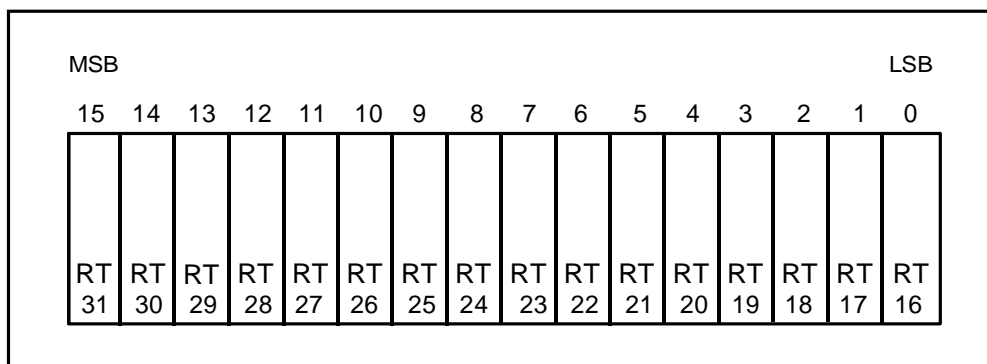 MSB LSB
15 14 13 12 11 10 9 8 7 6 5 4 3 2 1 0
RT RT RT RT RT RT RT RT RT RT RT RT RT RT RT RT
31 30 29 28 27 26 25 24 23 22 21 20 19 18 17 16